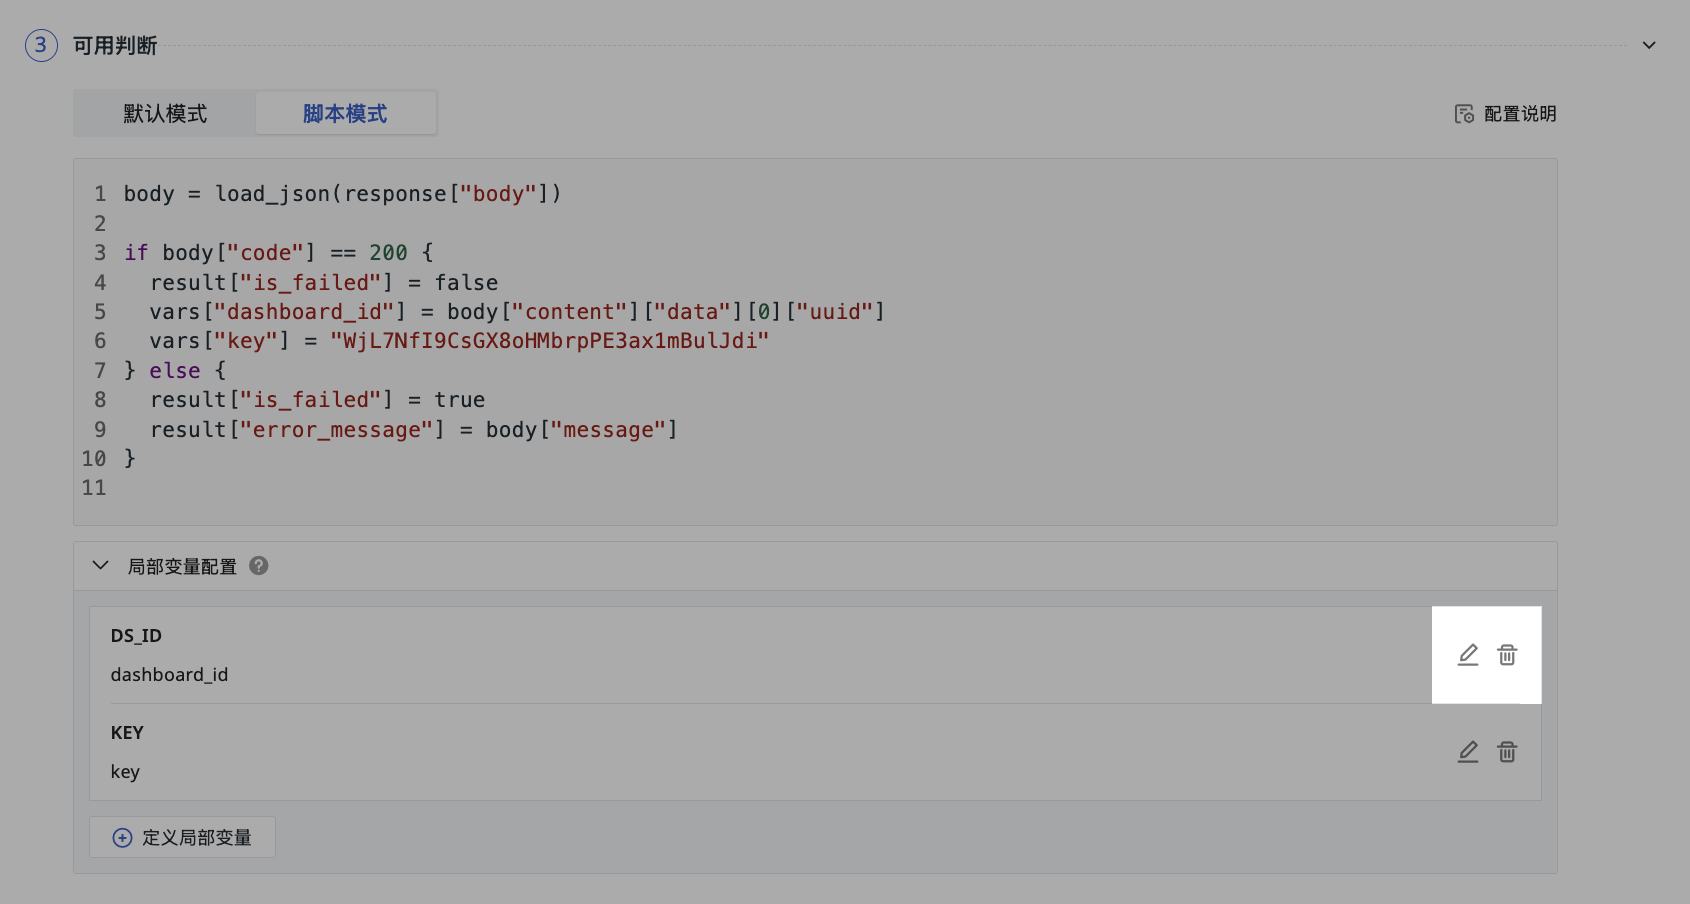 3 可用判断
默认模式 脚本模式 配置说明
1 body = load_json(response["body"])
2
3 if body["code"] == 200 {
4   result["is_failed"] = false
5   vars["dashboard_id"] = body["content"]["data"][0]["uuid"]
6   vars["key"] = "WjL7NfI9CsGX8oHMbrpPE3ax1mBulJdi"
7 } else {
8   result["is_failed"] = true
9   result["error_message"] = body["message"]
10 }
11
局部变量配置 ?
DS_ID
dashboard_id
KEY
key
定义局部变量